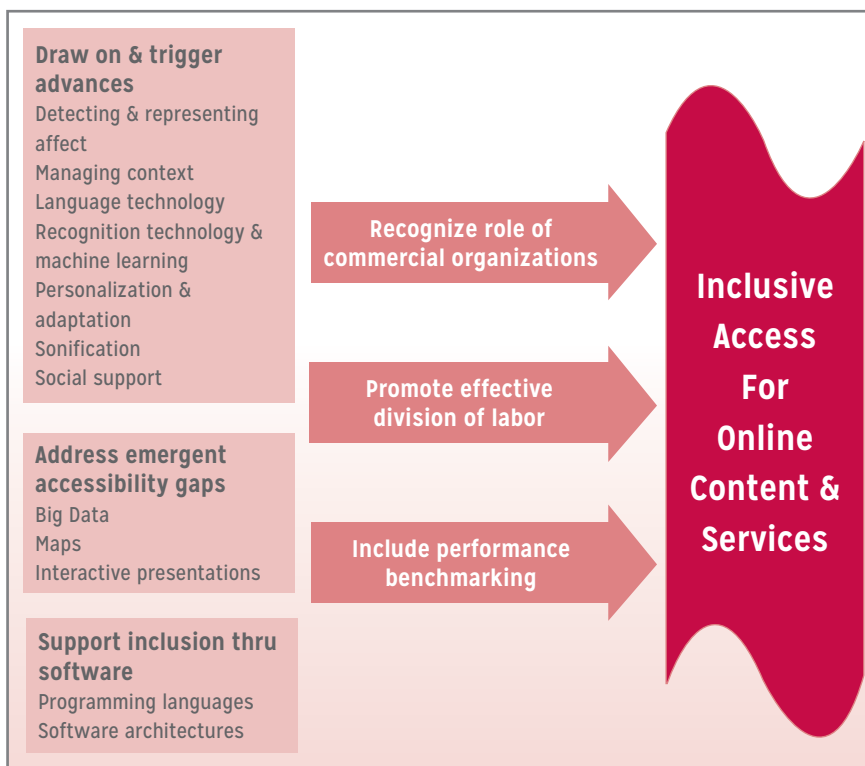 Draw on & trigger
advances
Detecting & representing
affect
Managing context
Language technology
Recognition technology &
machine learning
Personalization &
adaptation
Sonification
Social support
Address emergent
accessibility gaps
Big Data
Maps
Interactive presentations
Support inclusion thru
software
Programming languages
Software architectures
Recognize role of
commercial organizations
Promote effective
division of labor
Include performance
benchmarking
Inclusive
Access
For
Online
Content &
Services